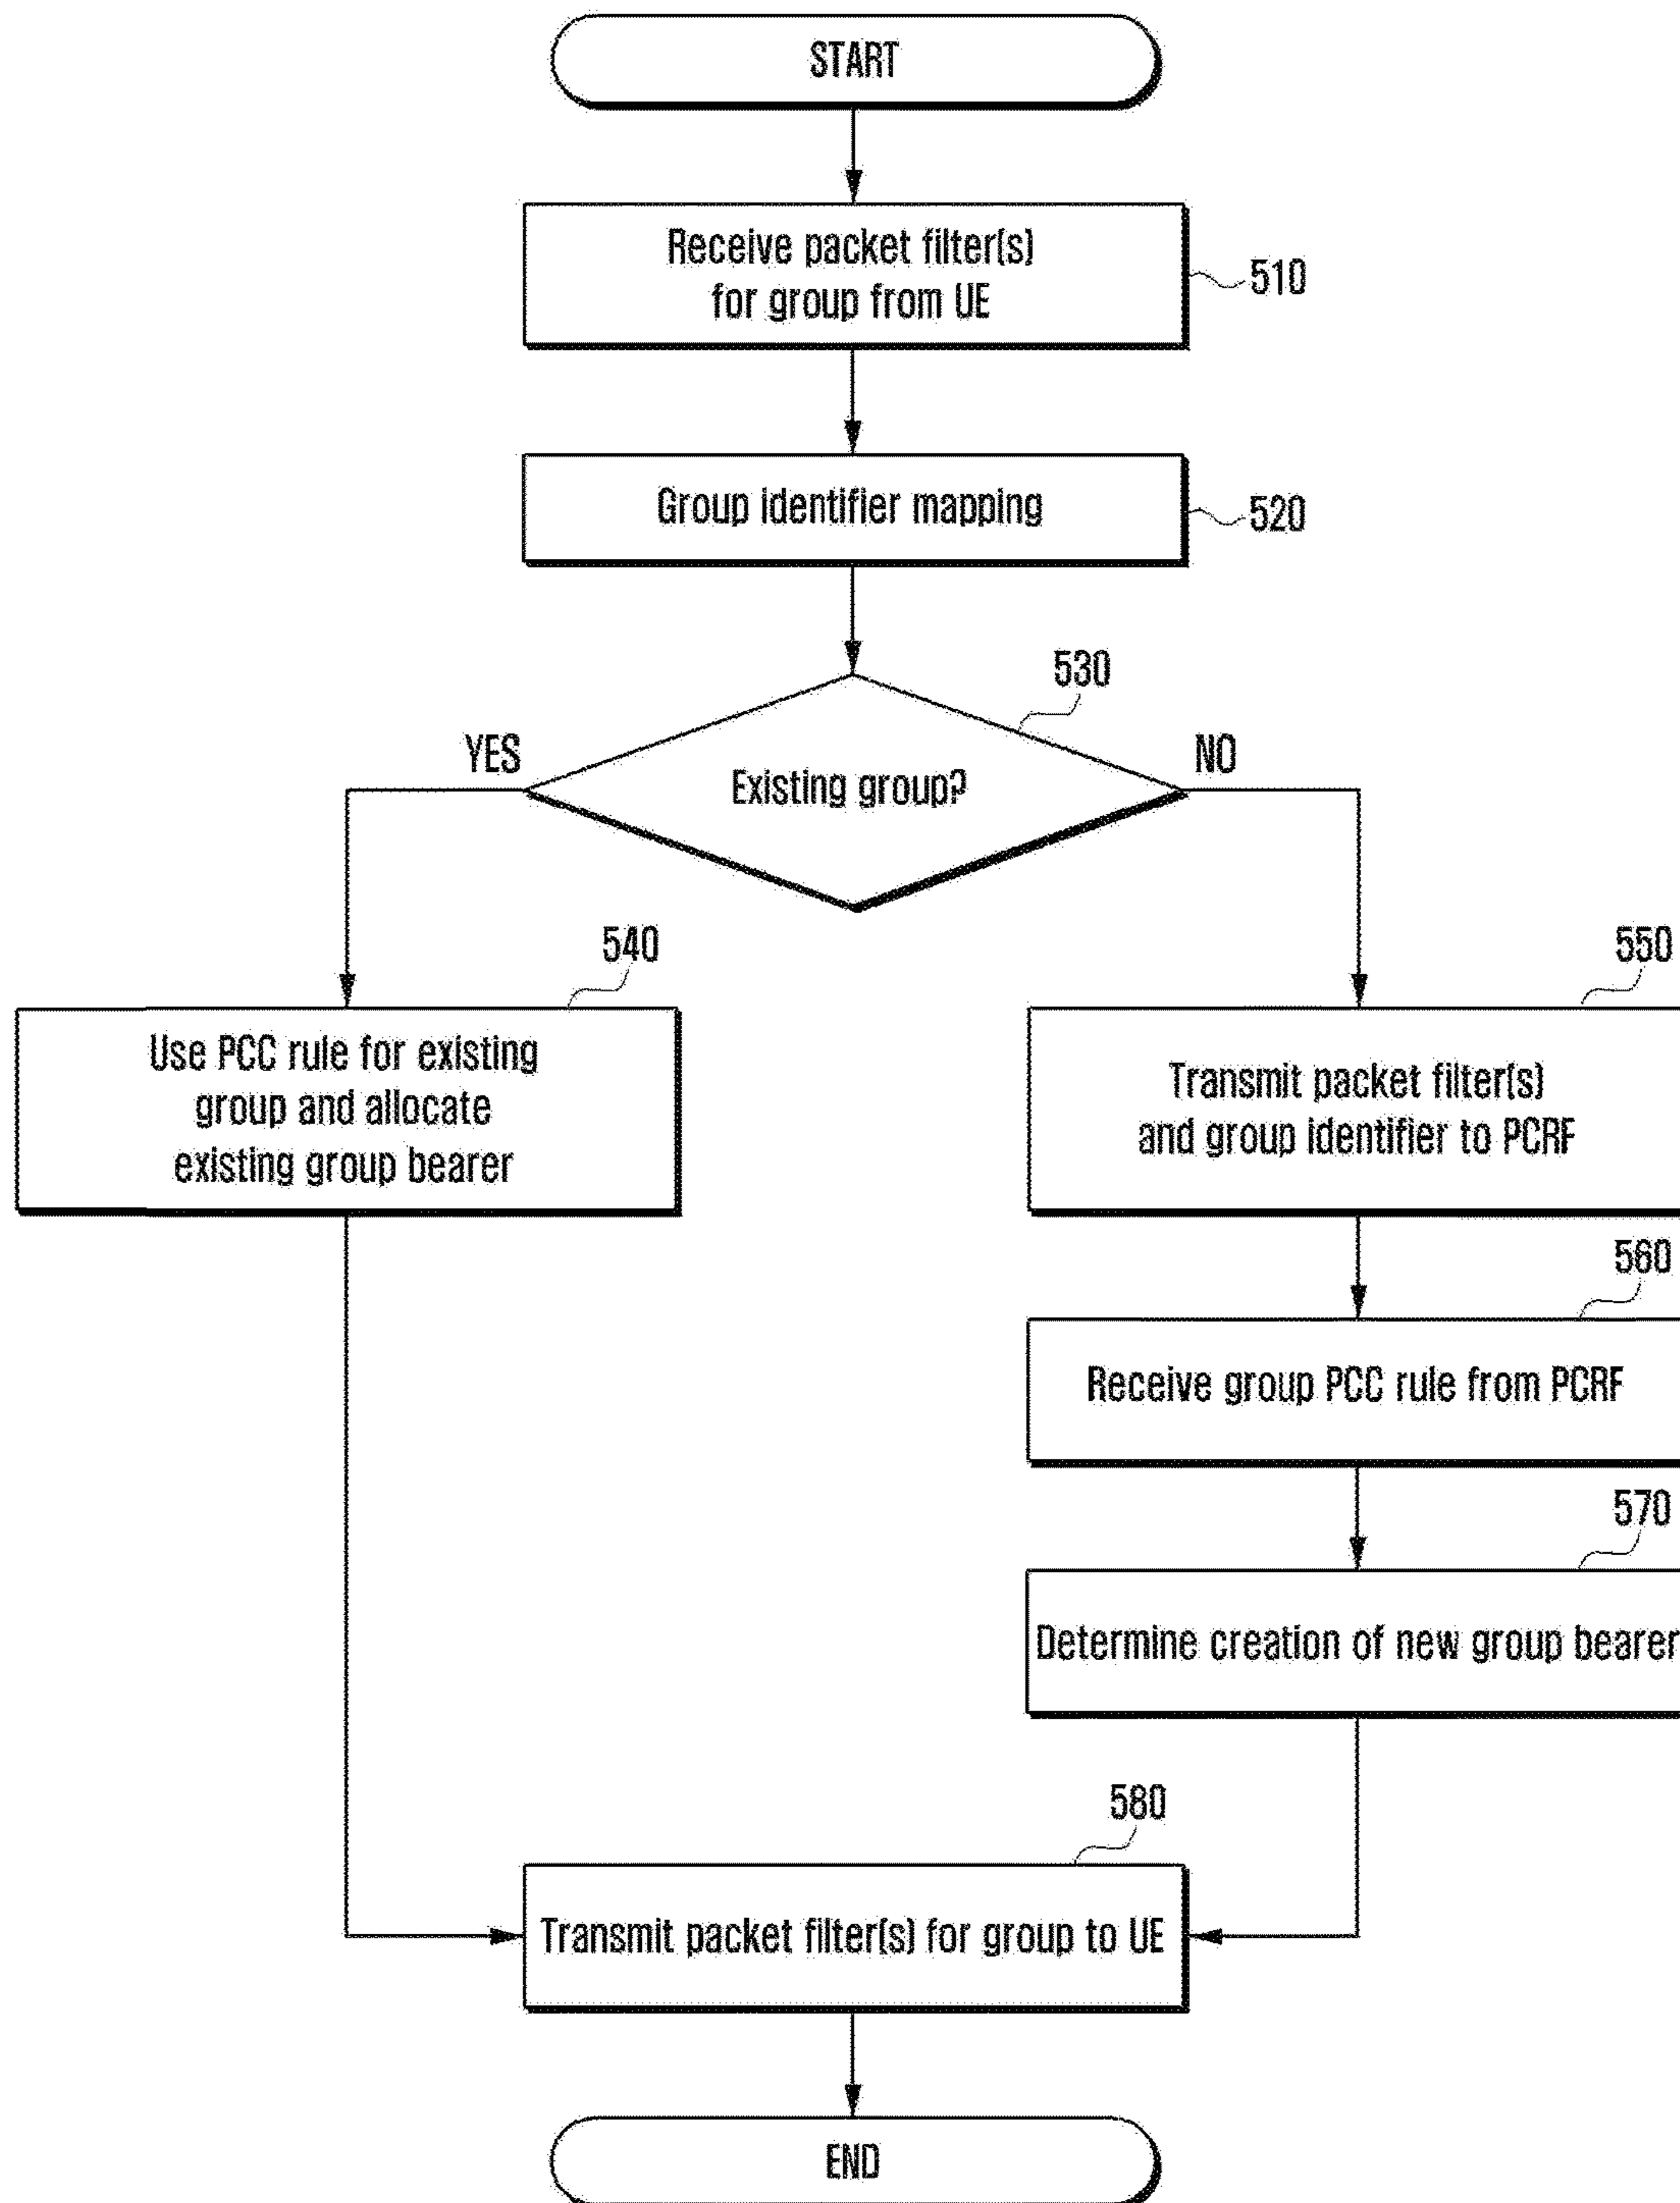 START
Receive packet filter(s)
for group from UE
510
Group identifier mapping
520
530
YES
NO
Existing group?
540
550
Use PCC rule for existing
group and allocate
existing group bearer
Transmit packet filter(s)
and group identifier to PCRF
560
Receive group PCC rule from PCRF
570
Determine creation of new group bearer
580
Transmit packet filter(s) for group to UE
END